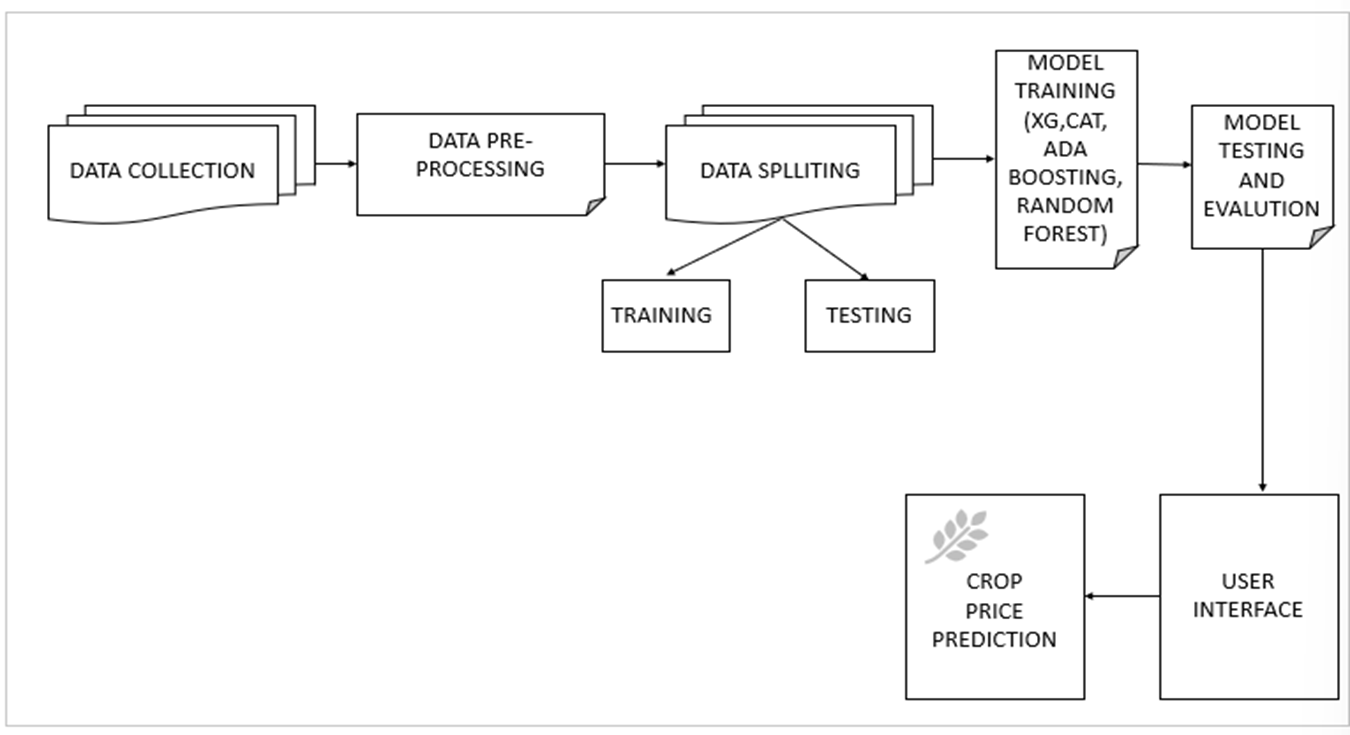 DATA COLLECTION
DATA PRE-
PROCESSING
DATA SPLLITING
TRAINING
TESTING
MODEL
TRAINING
(XG,CAT,
ADA
BOOSTING,
RANDOM
FOREST)
MODEL
TESTING
AND
EVALUTION
USER
INTERFACE
CROP
PRICE
PREDICTION